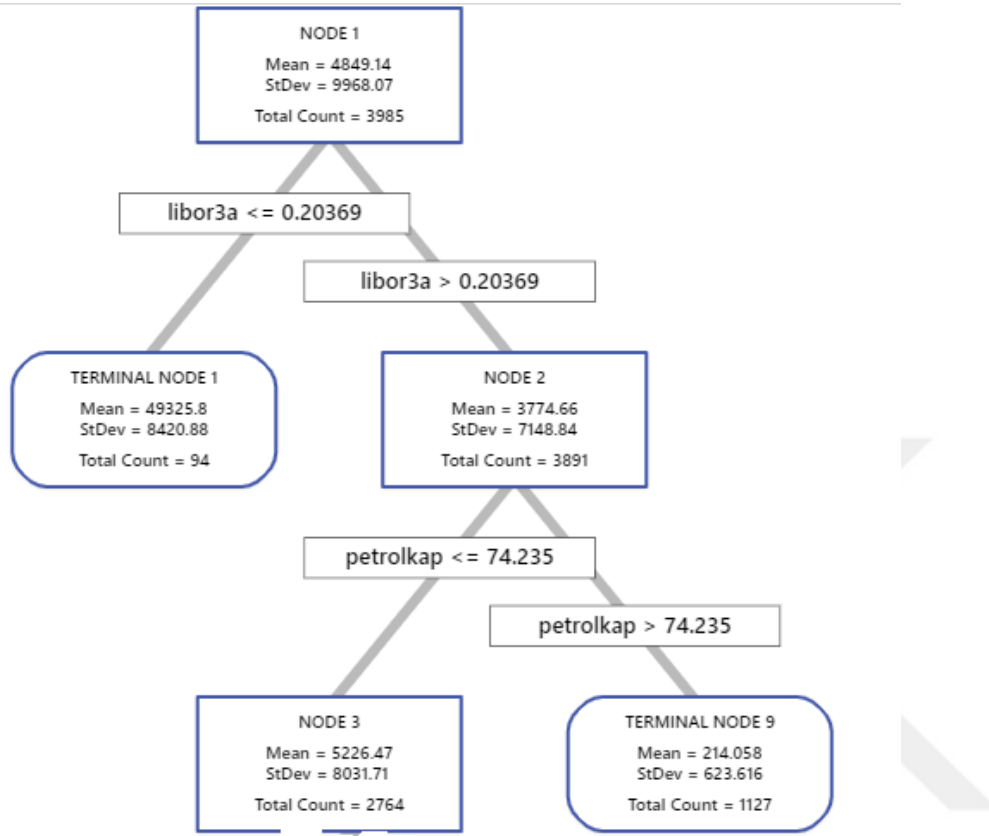 NODE 1
Mean = 4849.14
StDev = 9968.07
Total Count = 3985
libor3a <= 0.20369
libor3a > 0.20369
TERMINAL NODE 1
Mean = 49325.8
StDev = 8420.88
Total Count = 94
NODE 2
Mean = 3774.66
StDev = 7148.84
Total Count = 3891
petrolkap <= 74.235
petrolkap > 74.235
NODE 3
Mean = 5226.47
StDev = 8031.71
Total Count = 2764
TERMINAL NODE 9
Mean = 214.058
StDev = 623.616
Total Count = 1127